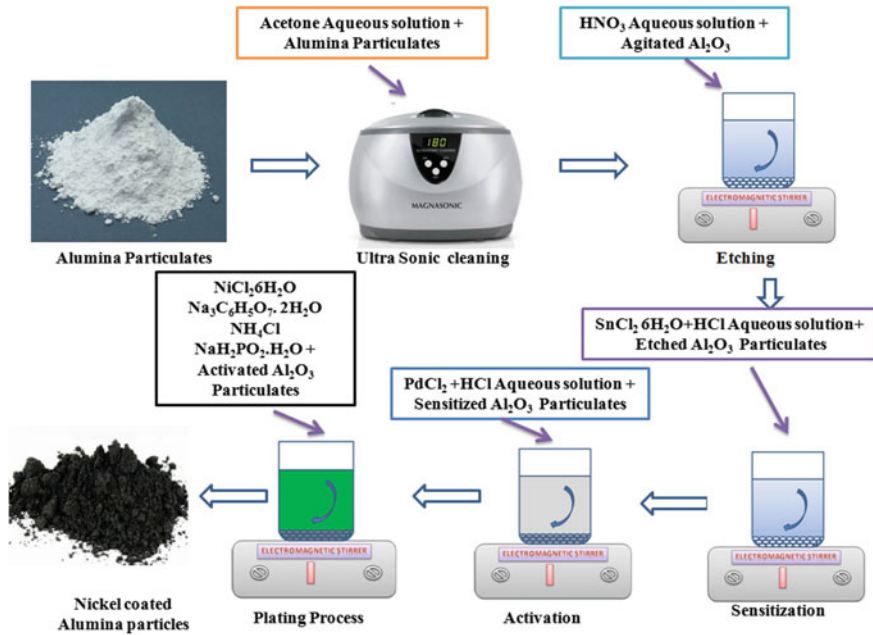 Acetone Aqueous solution +
Alumina Particulates
HNO₃ Aqueous solution +
Agitated Al₂O₃
180
MAGNASONIC
ELECTROMAGNETIC STIRRER
Alumina Particulates
Ultra Sonic cleaning
Etching
NiCl₂6H₂O
Na₃C₆H₅O₇. 2H₂O
NH₄Cl
NaH₂PO₂.H₂O +
Activated Al₂O₃
Particulates
PdCl₂ +HCl Aqueous solution +
Sensitized Al₂O₃ Particulates
SnCl₂ 6H₂O+HCl Aqueous solution+
Etched Al₂O₃ Particulates
ELECTROMAGNETIC STIRRER
ELECTROMAGNETIC STIRRER
ELECTROMAGNETIC STIRRER
Nickel coated
Alumina particles
Plating Process
Activation
Sensitization